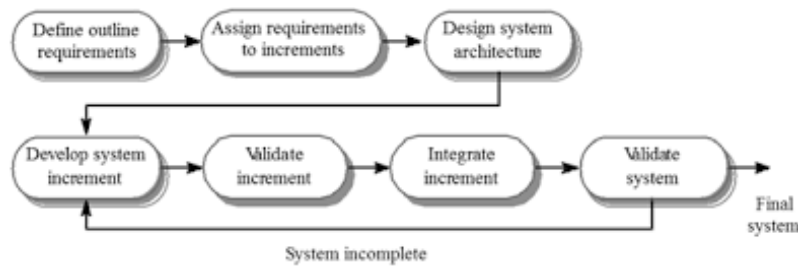 Define outline
requirements
Assign requirements
to increments
Design system
architecture
Develop system
increment
Validate
increment
Integrate
increment
Validate
system
Final
system
System incomplete